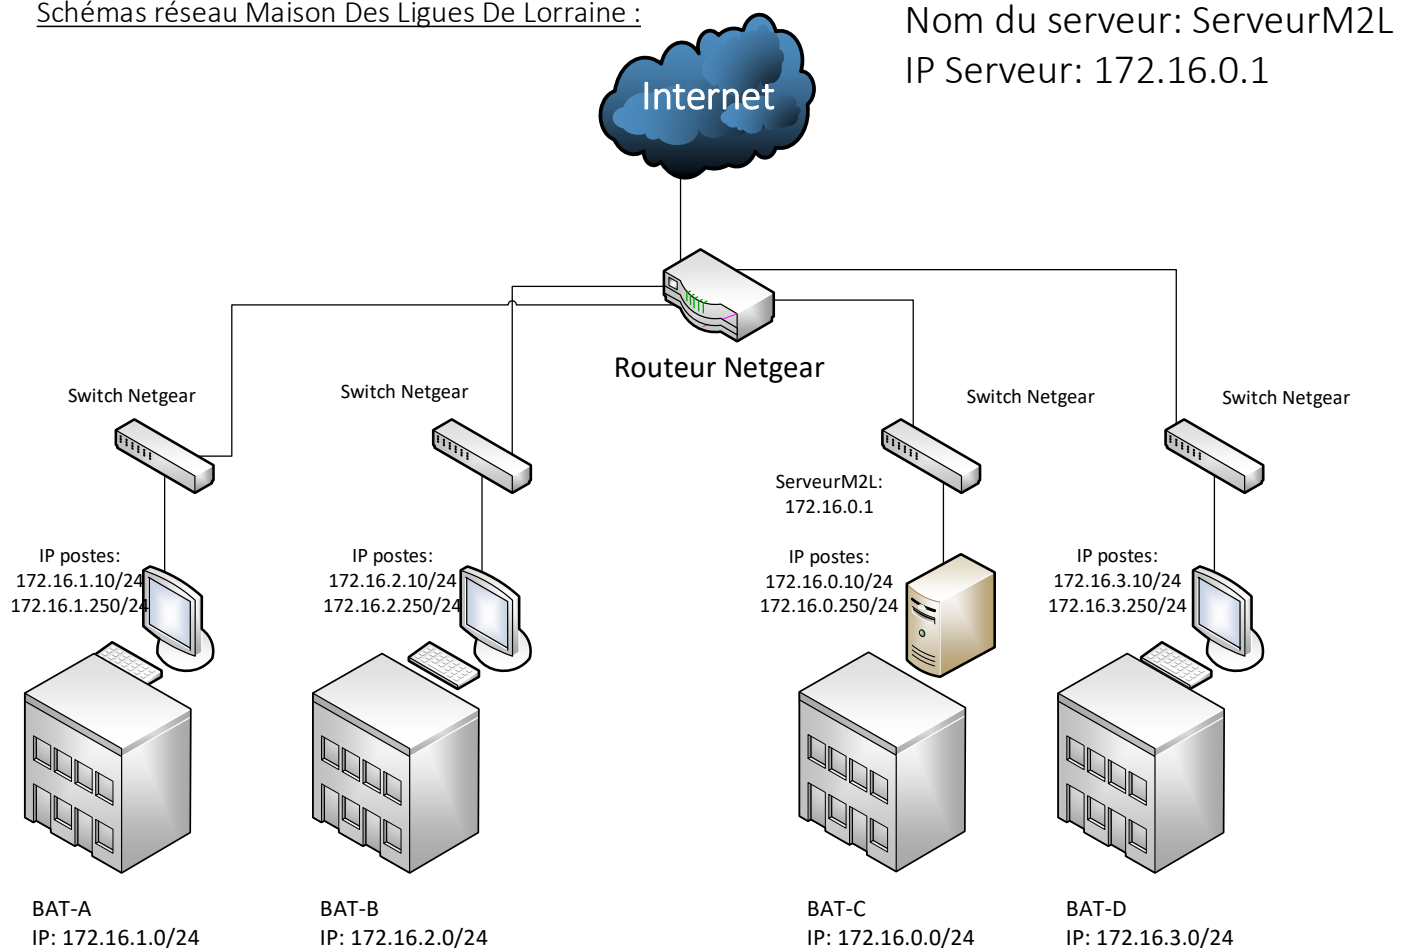 Schémas réseau Maison Des Ligues De Lorraine :
Nom du serveur: ServeurM2L
IP Serveur: 172.16.0.1
Internet
Routeur Netgear
Switch Netgear
Switch Netgear
Switch Netgear
Switch Netgear
ServeurM2L:
172.16.0.1
IP postes:
172.16.1.10/24
172.16.1.250/24
IP postes:
172.16.2.10/24
172.16.2.250/24
IP postes:
172.16.0.10/24
172.16.0.250/24
IP postes:
172.16.3.10/24
172.16.3.250/24
BAT-A
IP: 172.16.1.0/24
BAT-B
IP: 172.16.2.0/24
BAT-C
IP: 172.16.0.0/24
BAT-D
IP: 172.16.3.0/24